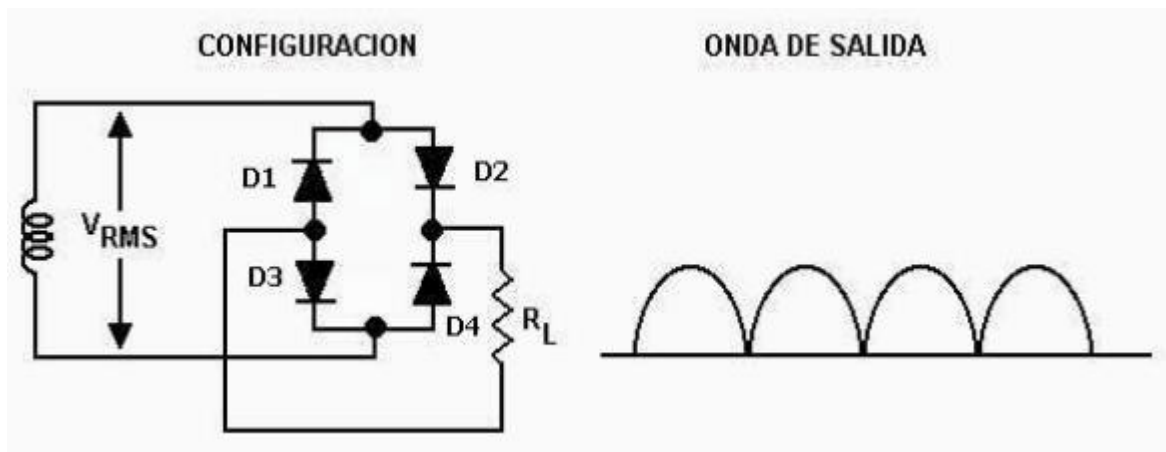 CONFIGURACION
ONDA DE SALIDA
D1
D2
VRMS
D3
D4
RL